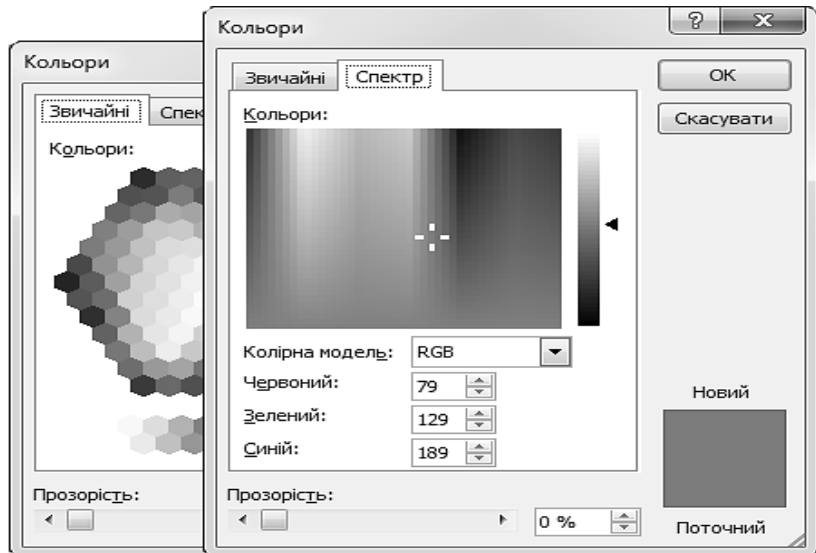 Кольори
Звичайні
Спек
Кольори:
Прозорість:
Кольори
Звичайні
Спектр
ОК
Скасувати
Кольори:
Колірна модель:
RGB
Червоний:
79
Зелений:
129
Синій:
189
Новий
Поточний
Прозорість:
0 %